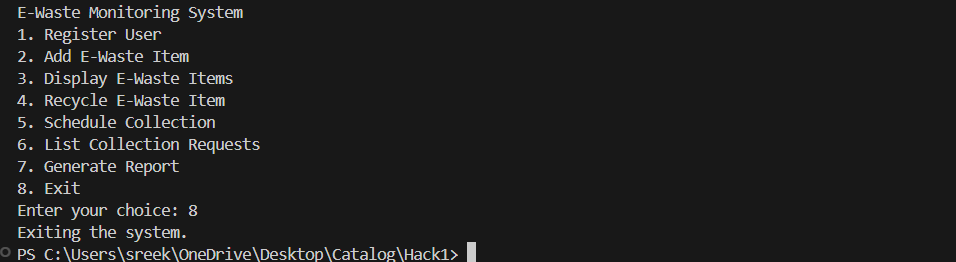 E-Waste Monitoring System
1. Register User
2. Add E-Waste Item
3. Display E-Waste Items
4. Recycle E-Waste Item
5. Schedule Collection
6. List Collection Requests
7. Generate Report
8. Exit
Enter your choice: 8
Exiting the system.
PS C:\Users\sreek\OneDrive\Desktop\Catalog\Hack1>